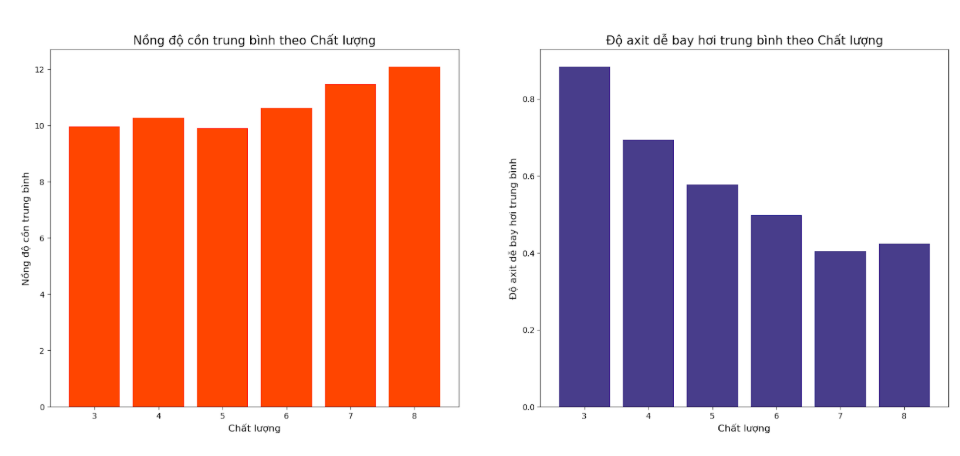 Nồng độ cồn trung bình theo Chất lượng
Nồng độ cồn trung bình
12
10
8
6
4
2
0
3 4 5 6 7 8
Chất lượng
Độ axit dễ bay hơi trung bình theo Chất lượng
Độ axit dễ bay hơi trung bình
0.8
0.6
0.4
0.2
0.0
3 4 5 6 7 8
Chất lượng